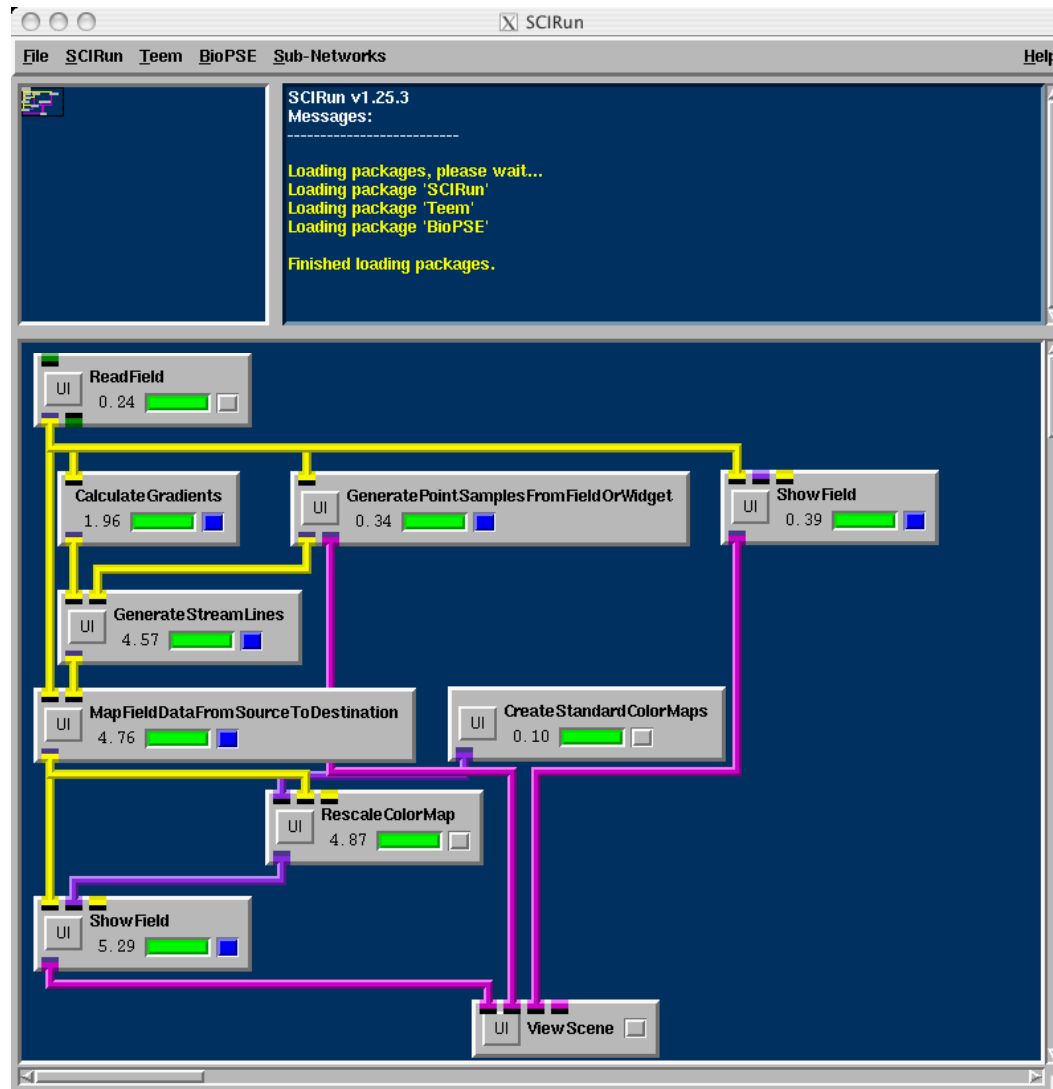 SCIRun
File SCIRun Teem BioPSE Sub-Networks Help
SCIRun v1.25.3
Messages:
--------------------------
Loading packages, please wait...
Loading package 'SCIRun'
Loading package 'Teem'
Loading package 'BioPSE'
Finished loading packages.
ReadField
UI
0.24
CalculateGradients
1.96
GeneratePointSamplesFromFieldOrWidget
UI
0.34
ShowField
UI
0.39
GenerateStreamLines
UI
4.57
MapFieldDataFromSourceToDestination
UI
4.76
CreateStandardColorMaps
UI
0.10
RescaleColorMap
UI
4.87
ShowField
UI
5.29
UI ViewScene